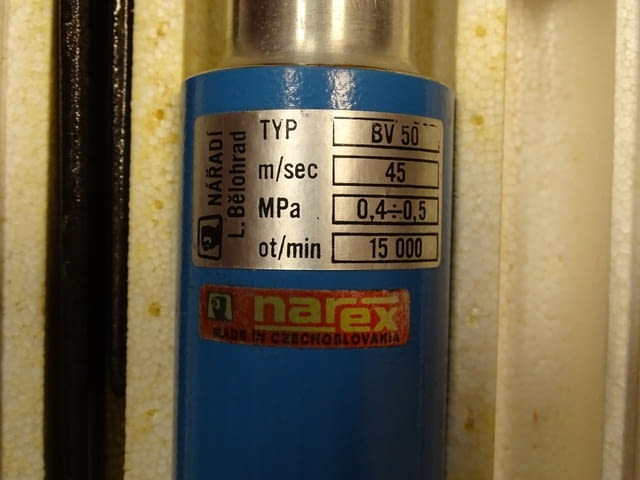 NÁŘADÍ
L. Bělohrad
TYP BV 50
m/sec 45
MPa 0,4÷0,5
ot/min 15 000
narex
MADE IN CZECHOSLOVAKIA